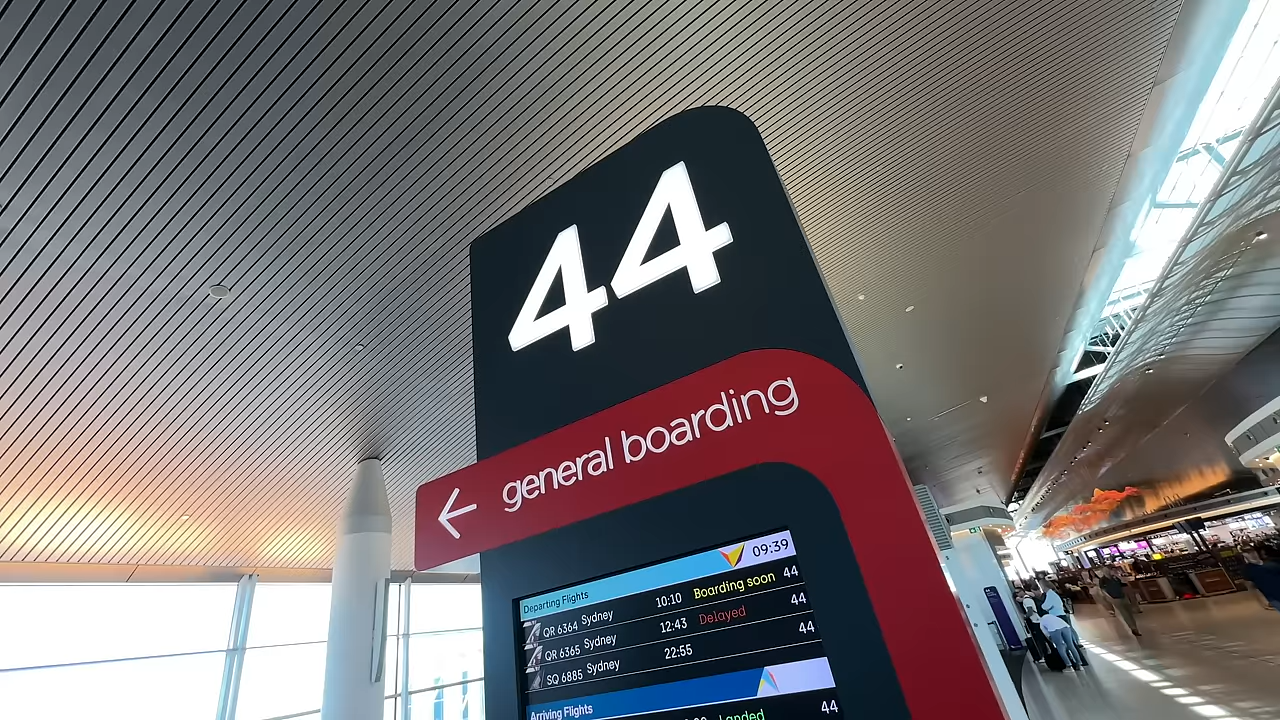 44
general boarding
09:39
Departing Flights
QR 6364 Sydney 10:10 Boarding soon 44
QR 6365 Sydney 12:43 Delayed 44
SQ 6885 Sydney 22:55 44
Arriving Flights
Landed 44